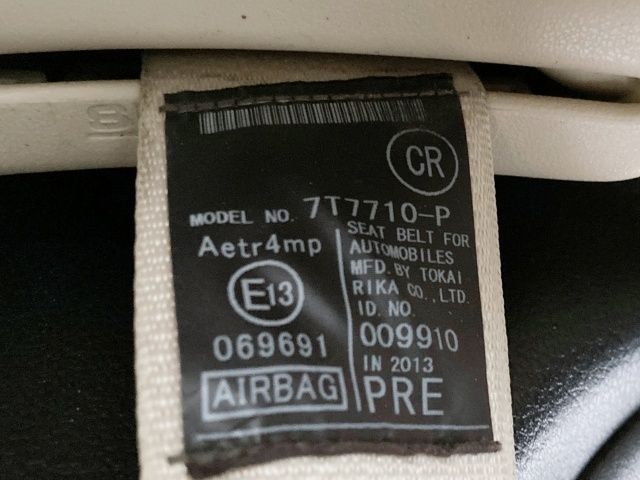 CR
MODEL NO. 7T7710-P
Aetr4mp
E13
069691
AIRBAG
SEAT BELT FOR
AUTOMOBILES
MFD. BY TOKAI
RIKA CO., LTD.
ID. NO.
009910
IN 2013
PRE